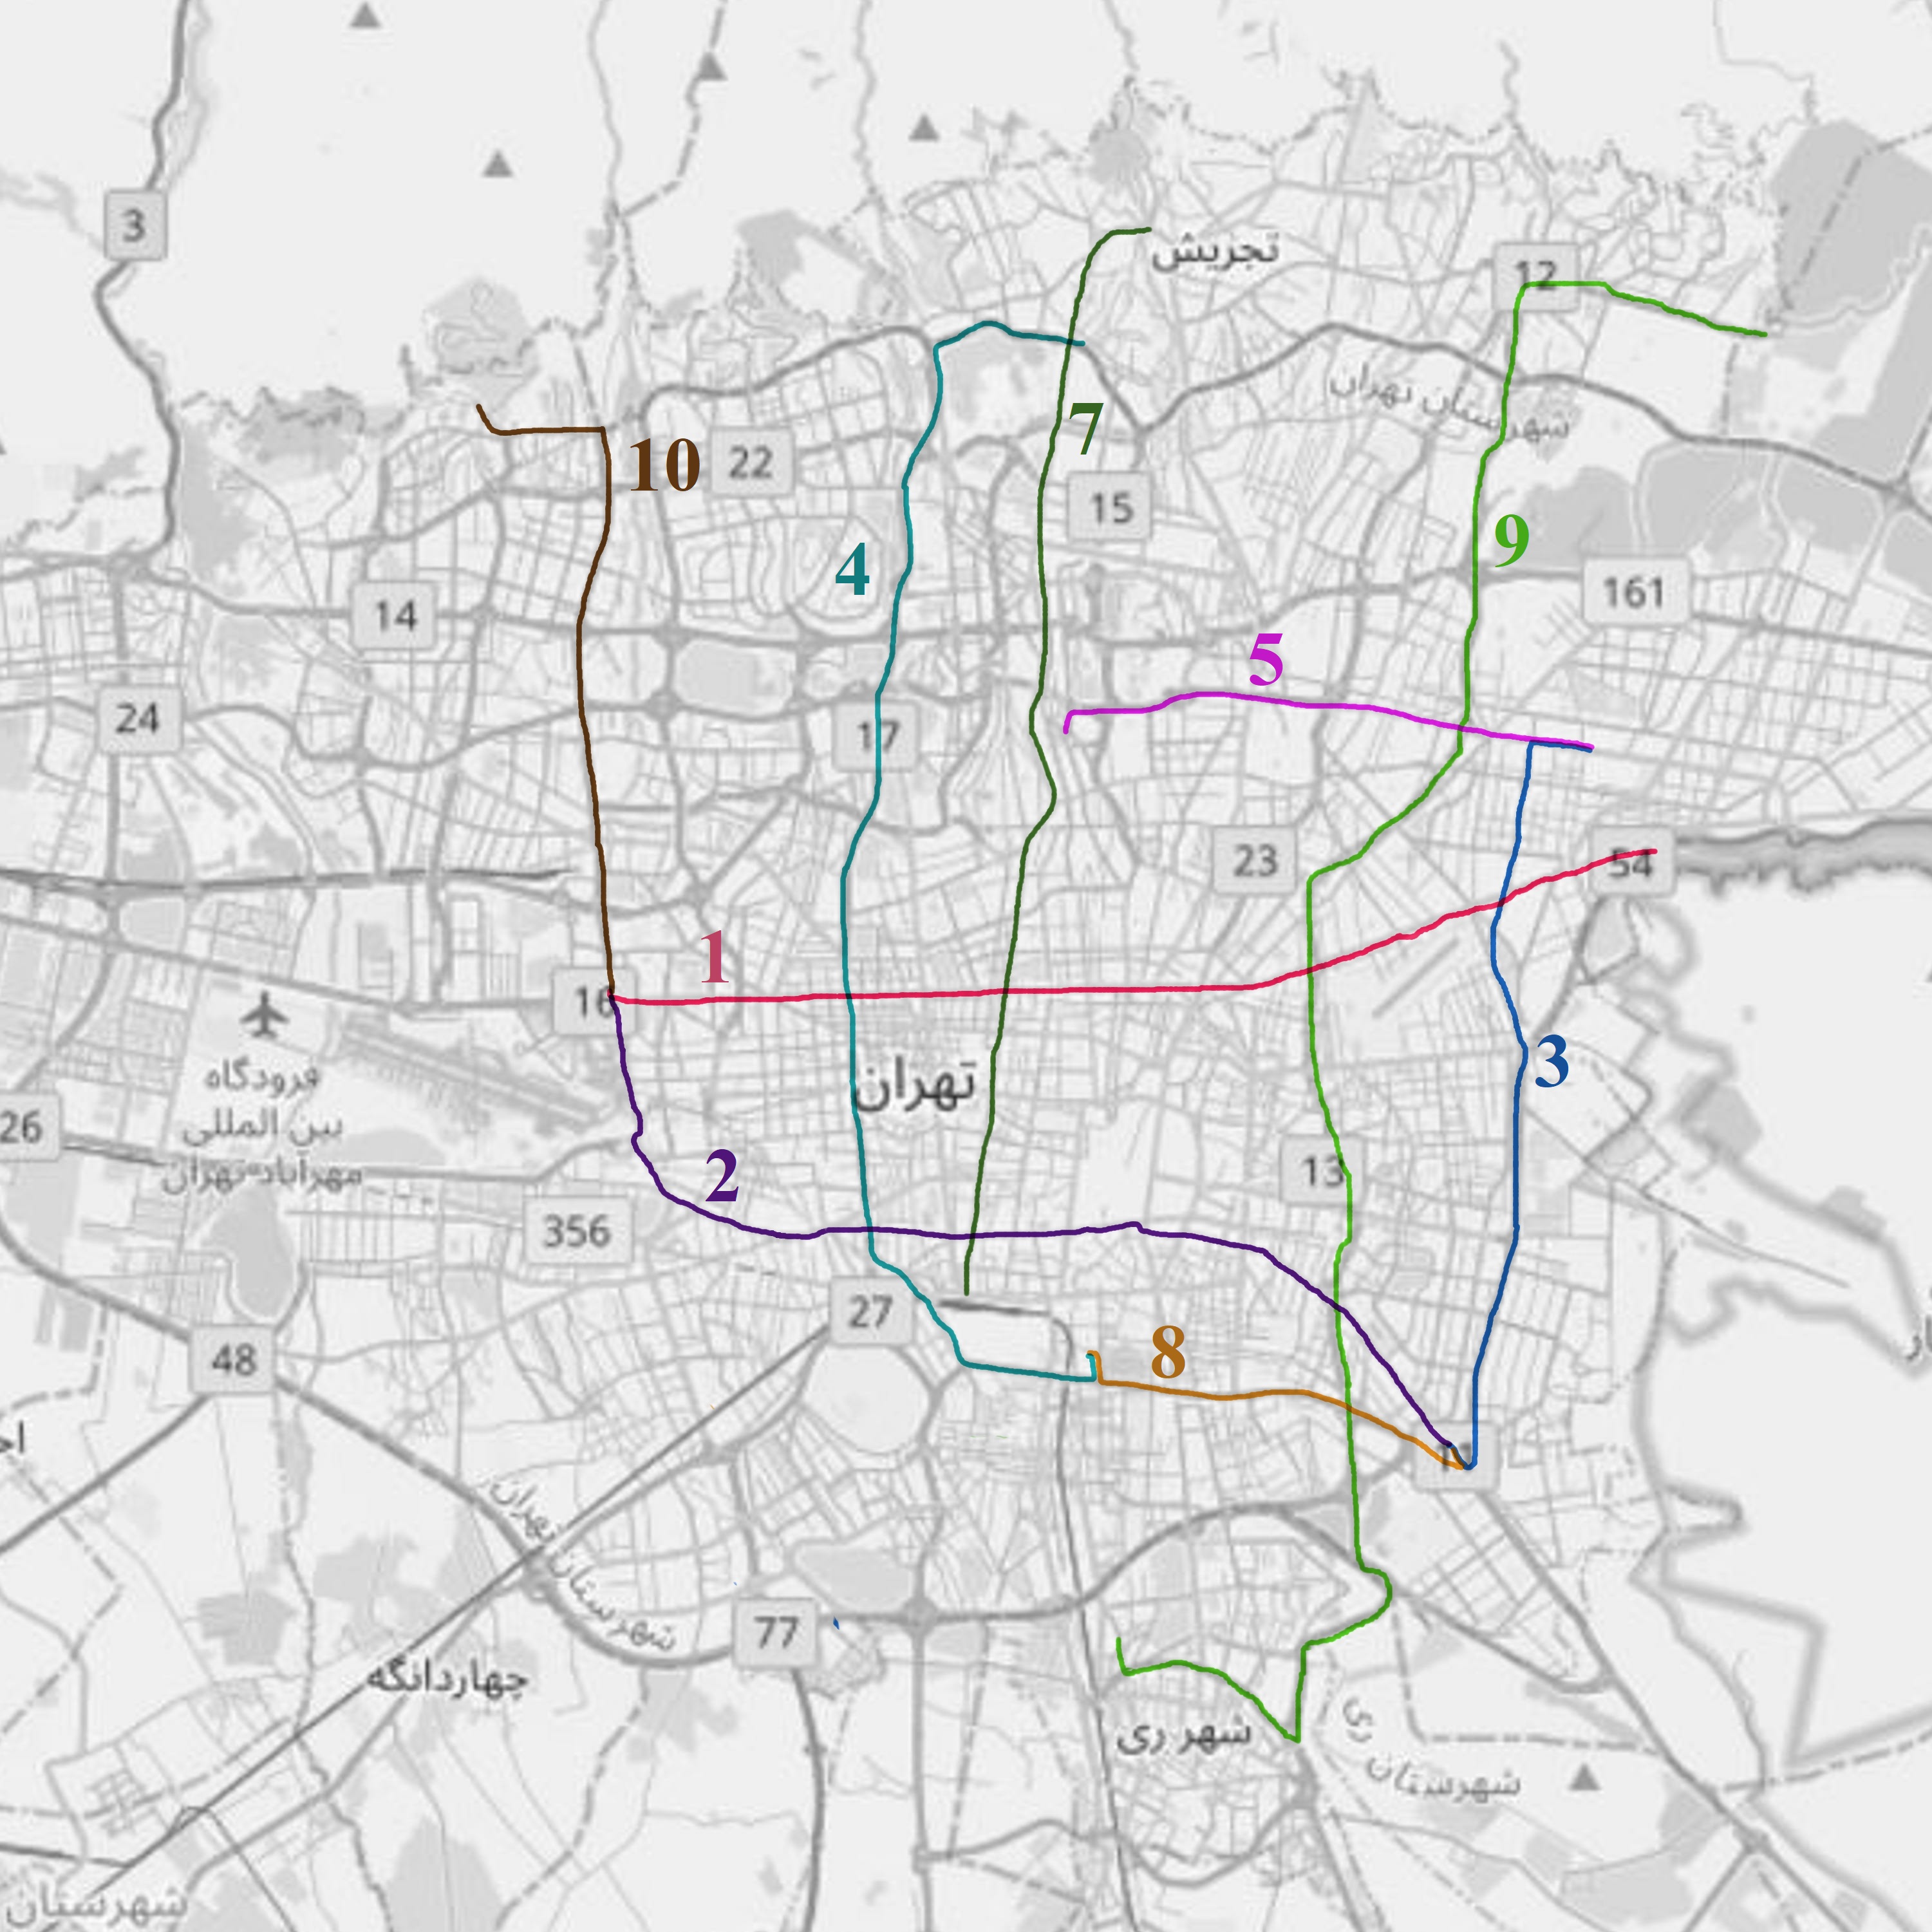 3
تجریش
12
10
22
7
15
شهرستان تهران
9
4
14
161
5
24
17
23
54
1
16
تهران
3
فرودگاه
بین المللی
مهرآباد-تهران
26
2
13
356
27
8
48
شهرستان تهران
77
چهاردانگه
شهر ری
شهرستان
ری
شهرستان